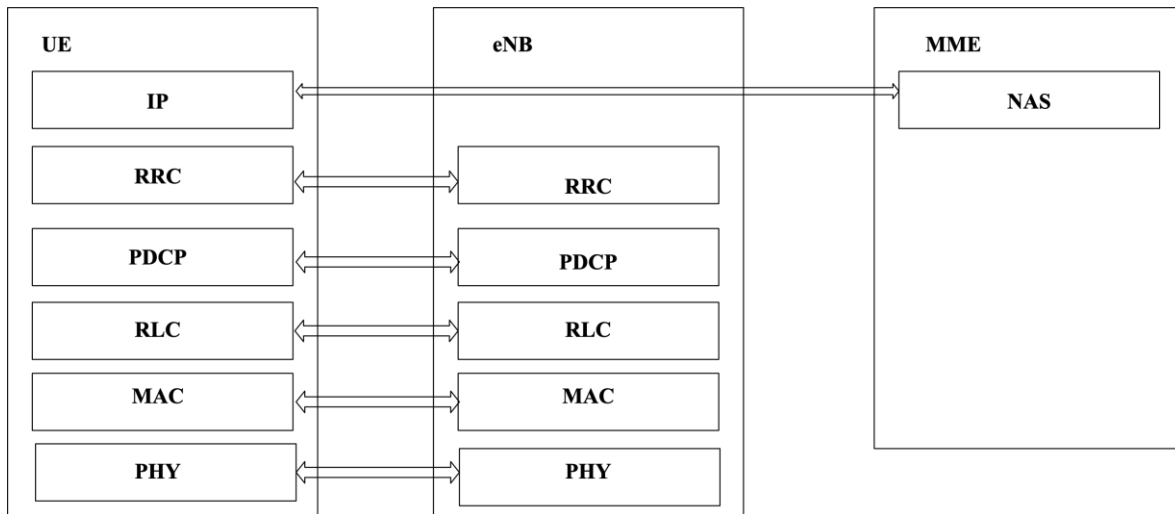 UE
eNB
MME
IP
NAS
RRC
RRC
PDCP
PDCP
RLC
RLC
MAC
MAC
PHY
PHY